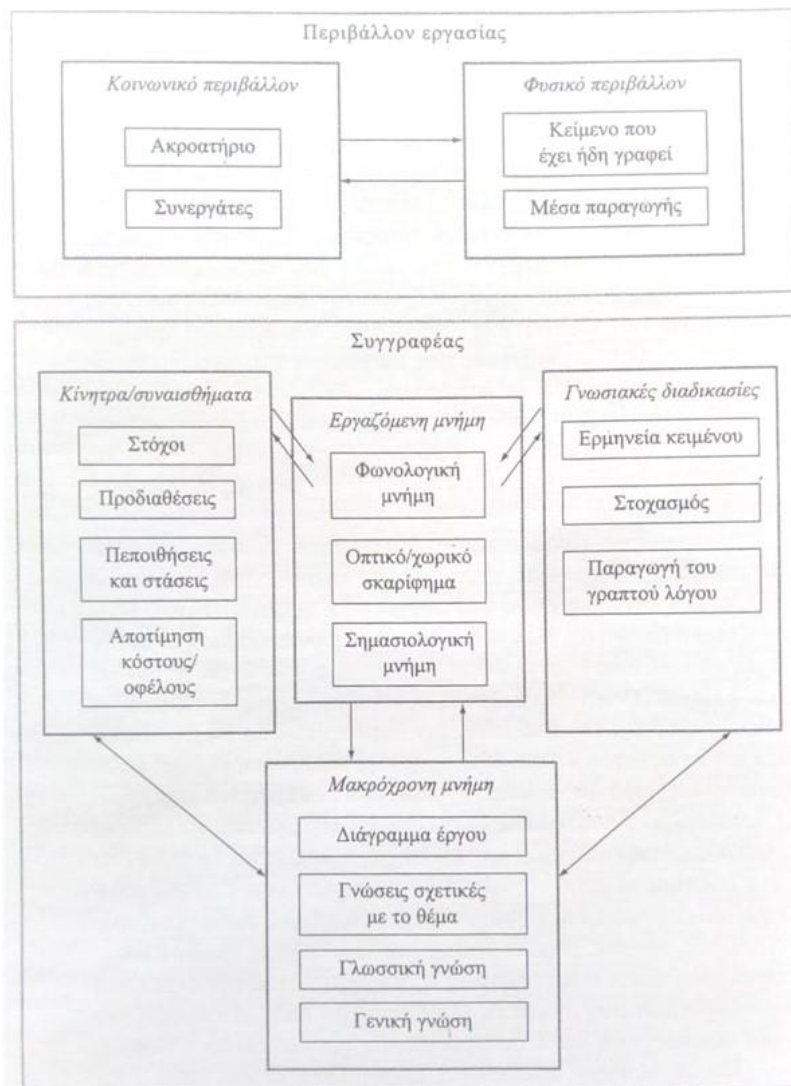 Περιβάλλον εργασίας
Κοινωνικό περιβάλλον
Ακροατήριο
Συνεργάτες
Φυσικό περιβάλλον
Κείμενο που
έχει ήδη γραφεί
Μέσα παραγωγής
Συγγραφέας
Κίνητρα/συναισθήματα
Στόχοι
Προδιαθέσεις
Πεποιθήσεις
και στάσεις
Αποτίμηση
κόστους/
οφέλους
Εργαζόμενη μνήμη
Φωνολογική
μνήμη
Οπτικό/χωρικό
σκαρίφημα
Σημασιολογική
μνήμη
Γνωσιακές διαδικασίες
Ερμηνεία κειμένου
Στοχασμός
Παραγωγή του
γραπτού λόγου
Μακρόχρονη μνήμη
Διάγραμμα έργου
Γνώσεις σχετικές
με το θέμα
Γλωσσική γνώση
Γενική γνώση